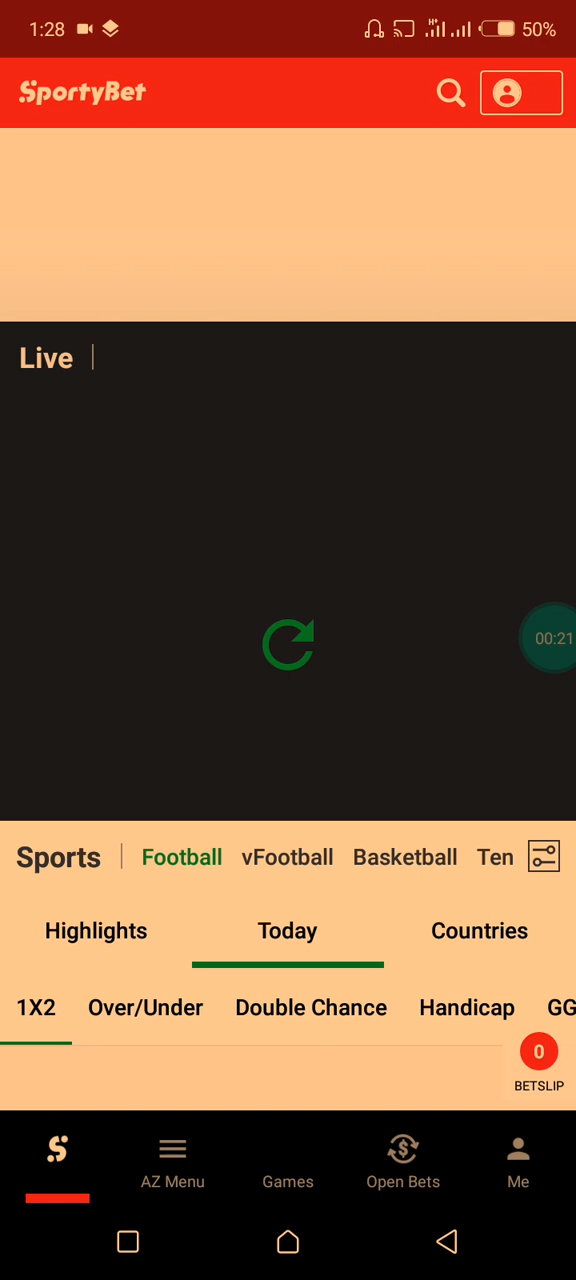 1:28 50%
SportyBet
Live
00:21
Sports Football vFootball Basketball Ten
Highlights Today Countries
1X2 Over/Under Double Chance Handicap GG
0
BETSLIP
AZ Menu Games Open Bets Me